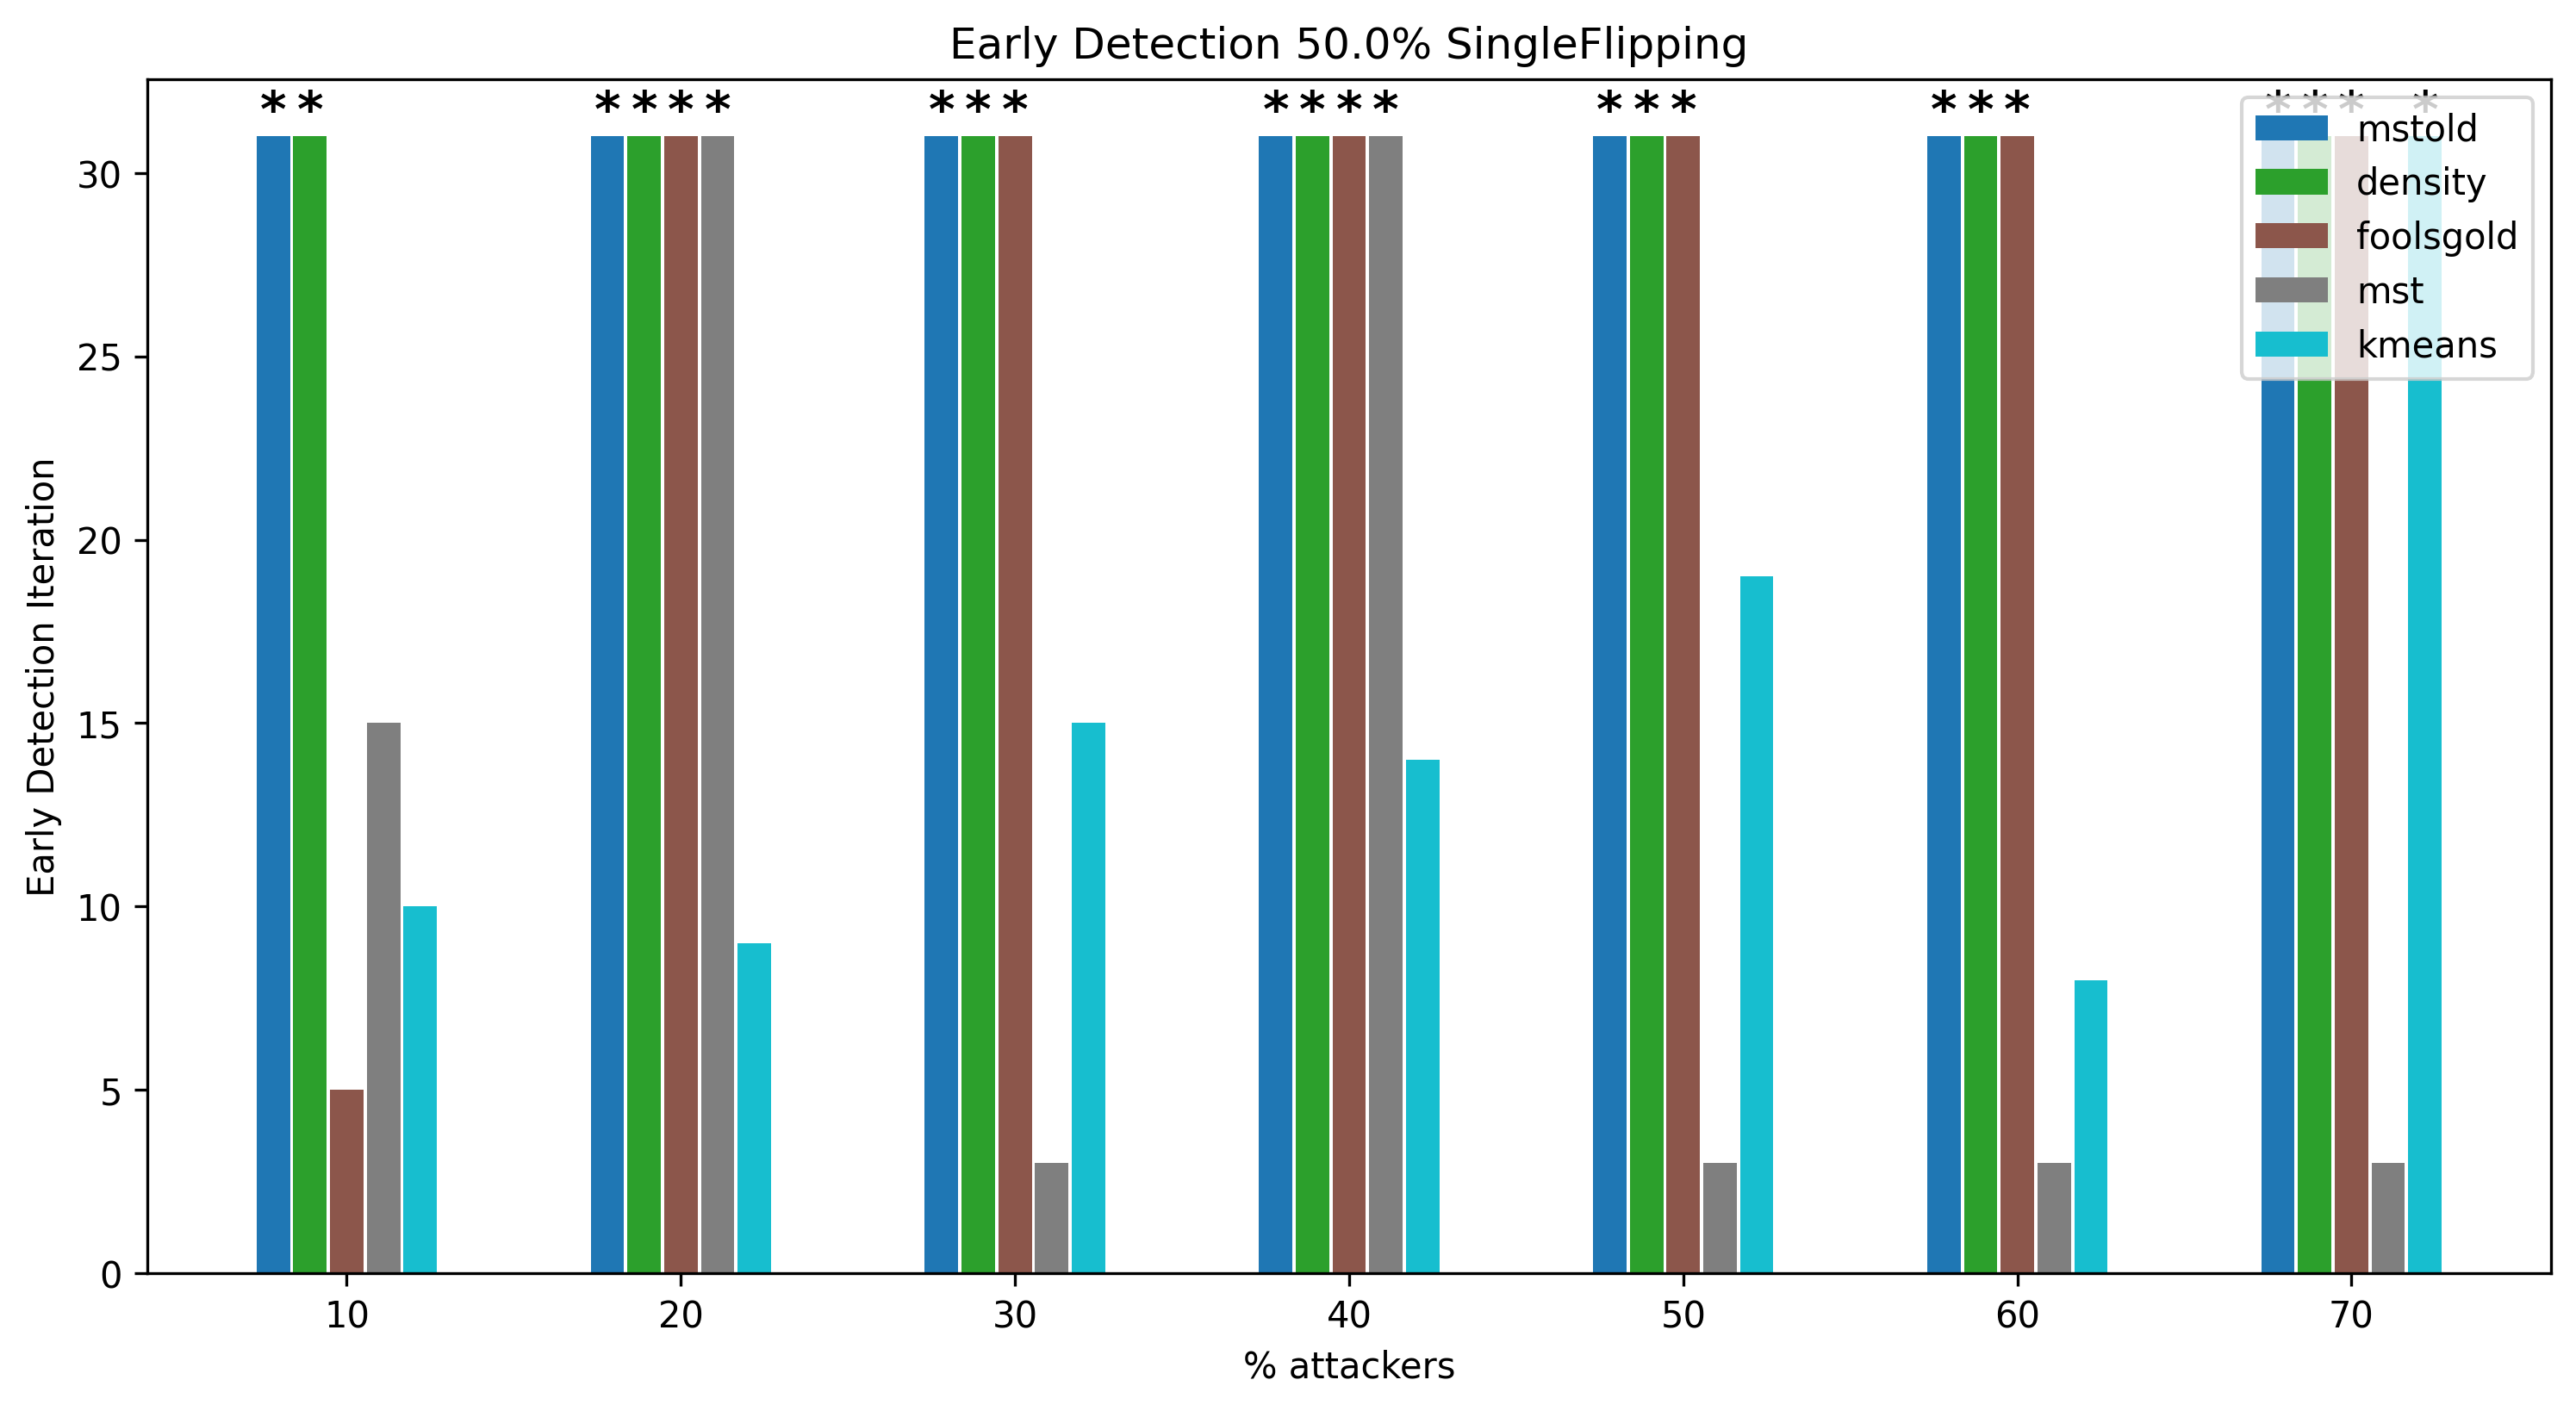 Early Detection 50.0% SingleFlipping
* * * * * * * * * * * * * * * * * * * * * * *
mstold
density
foolsgold
mst
kmeans
30
25
20
15
10
5
0
Early Detection Iteration
10 20 30 40 50 60 70
% attackers